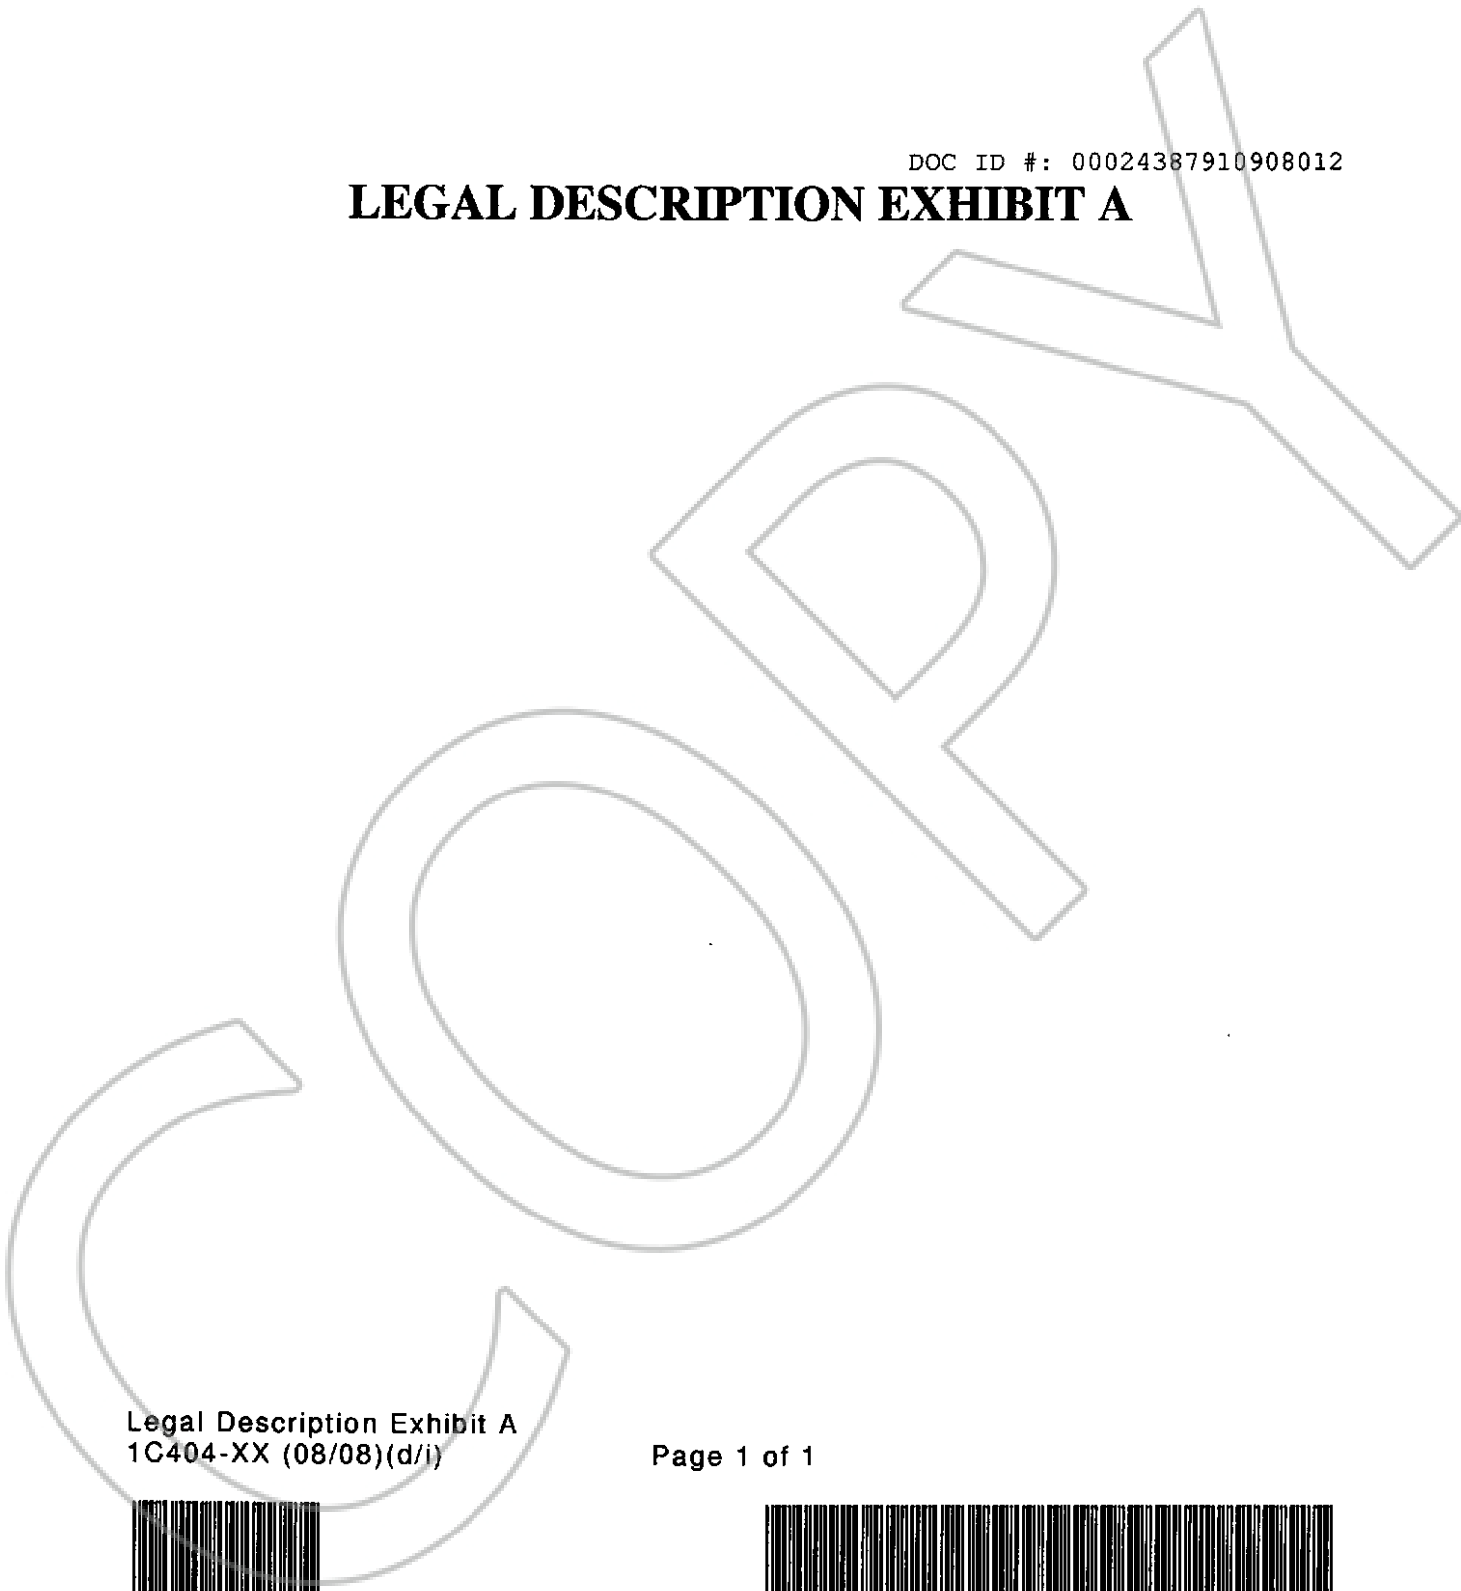 DOC ID #: 00024387910908012
LEGAL DESCRIPTION EXHIBIT A
COPY
Legal Description Exhibit A
1C404-XX (08/08)(d/i)
Page 1 of 1